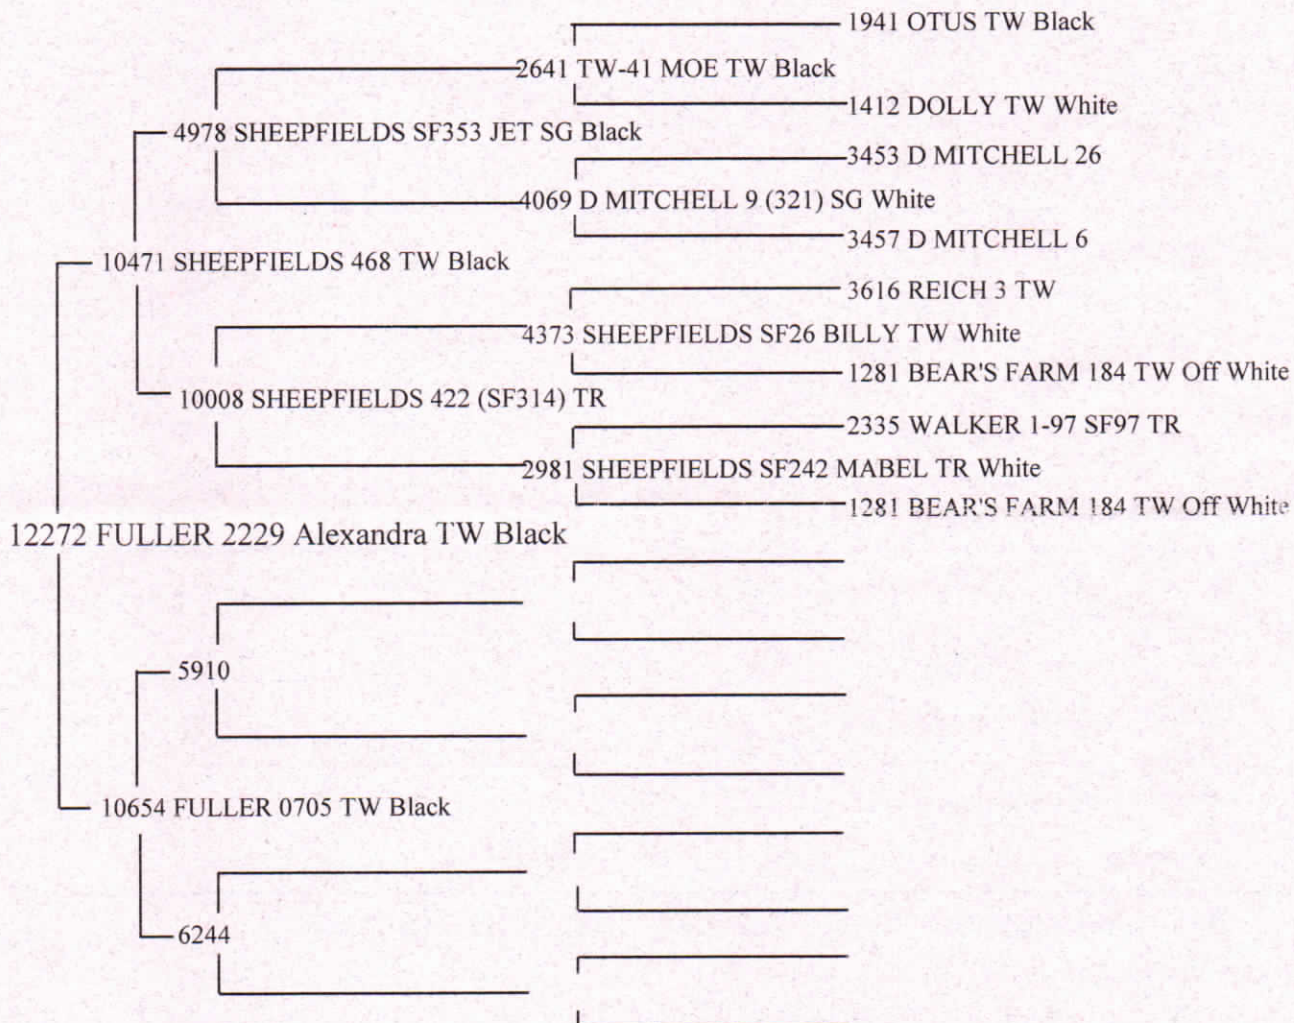 1941 OTUS TW Black
2641 TW-41 MOE TW Black
1412 DOLLY TW White
4978 SHEEPFIELDS SF353 JET SG Black
3453 D MITCHELL 26
4069 D MITCHELL 9 (321) SG White
3457 D MITCHELL 6
10471 SHEEPFIELDS 468 TW Black
3616 REICH 3 TW
4373 SHEEPFIELDS SF26 BILLY TW White
1281 BEAR'S FARM 184 TW Off White
10008 SHEEPFIELDS 422 (SF314) TR
2335 WALKER 1-97 SF97 TR
2981 SHEEPFIELDS SF242 MABEL TR White
1281 BEAR'S FARM 184 TW Off White
12272 FULLER 2229 Alexandra TW Black
5910
10654 FULLER 0705 TW Black
6244